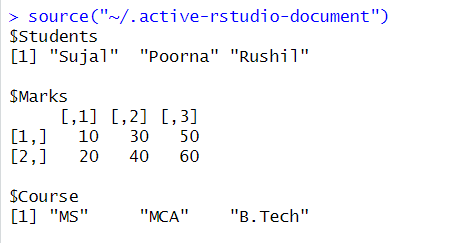 > source("~/.active-rstudio-document")
$Students
[1] "Sujal"  "Poorna" "Rushil"
$Marks
     [,1] [,2] [,3]
[1,]   10   30   50
[2,]   20   40   60
$Course
[1] "MS"     "MCA"    "B.Tech"